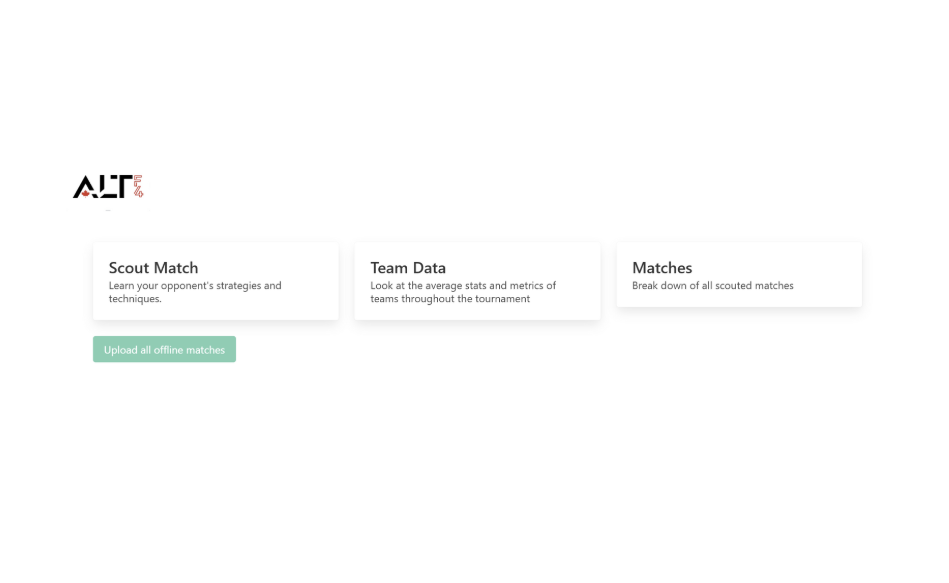 ALT F4
Scout Match
Learn your opponent's strategies and
techniques.
Team Data
Look at the average stats and metrics of
teams throughout the tournament
Matches
Break down of all scouted matches
Upload all offline matches